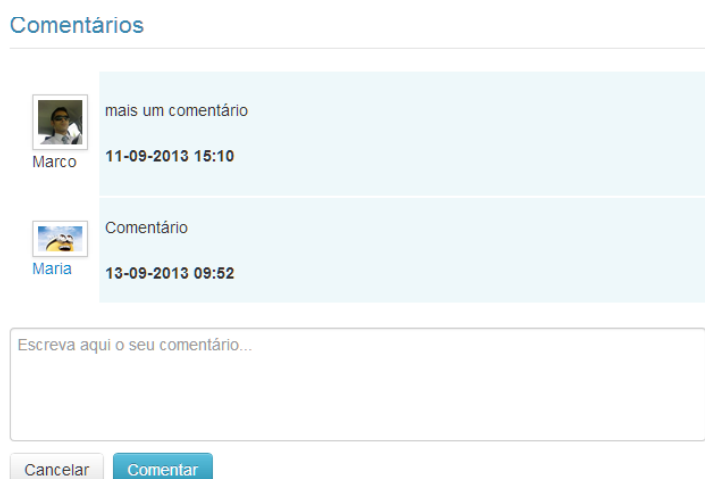 Comentários
mais um comentário
Marco
11-09-2013 15:10
Comentário
Maria
13-09-2013 09:52
Escreva aqui o seu comentário...
Cancelar
Comentar